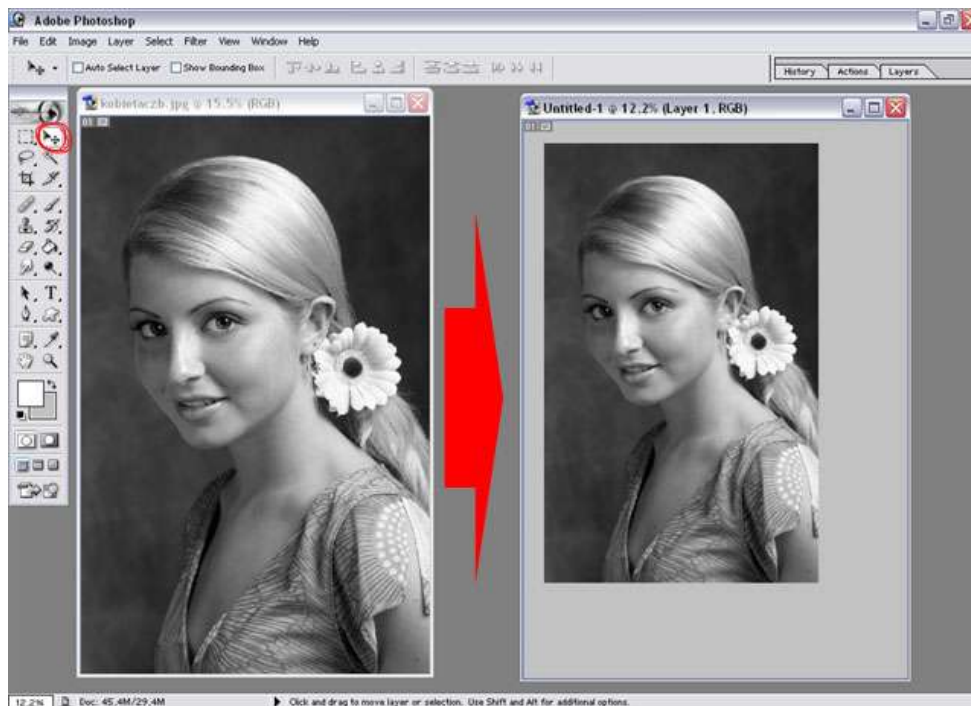 Adobe Photoshop
File Edit Image Layer Select Filter View Window Help
Auto Select Layer Show Bounding Box
History Actions Layers
kobietaczb.jpg @ 15.5% (RGB)
Untitled-1 @ 12.2% (Layer 1, RGB)
01
01
T
12.2% Doc: 45.4M/29.4M Click and drag to move layer or selection. Use Shift and Alt for additional options.